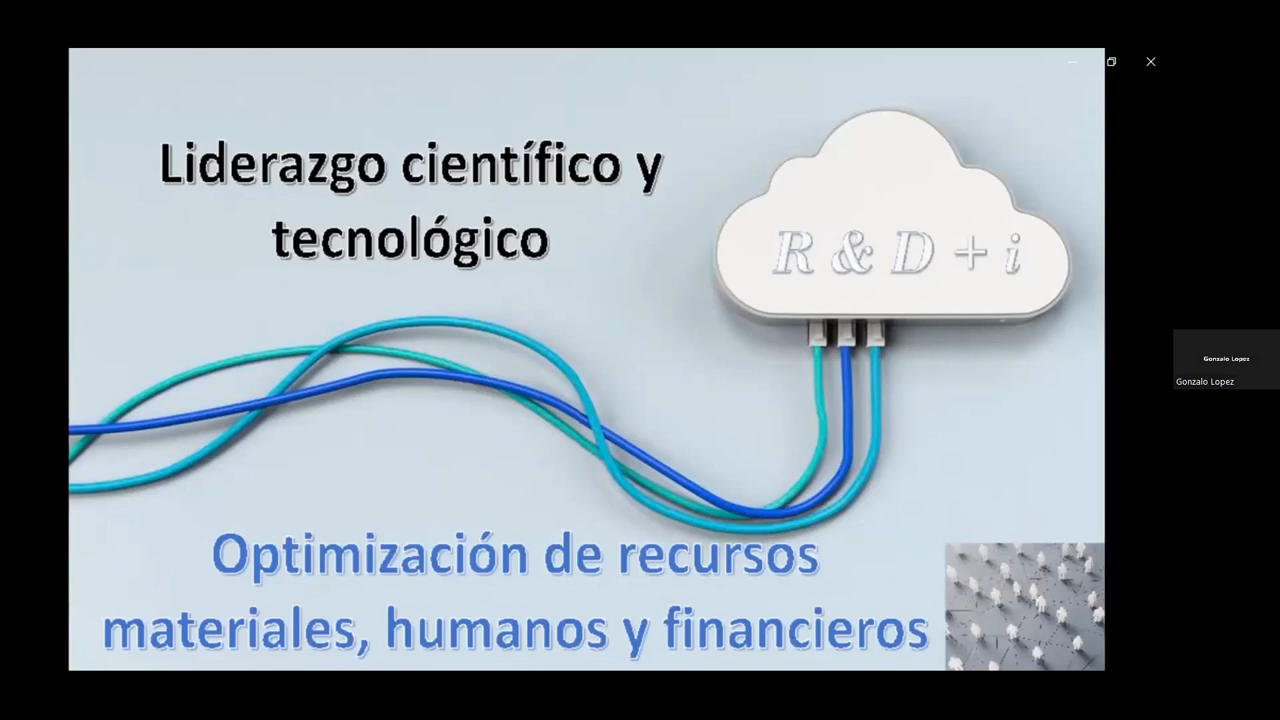 Liderazgo científico y
tecnológico
R & D + i
Optimización de recursos
materiales, humanos y financieros
Gonzalo Lopez
Gonzalo Lopez